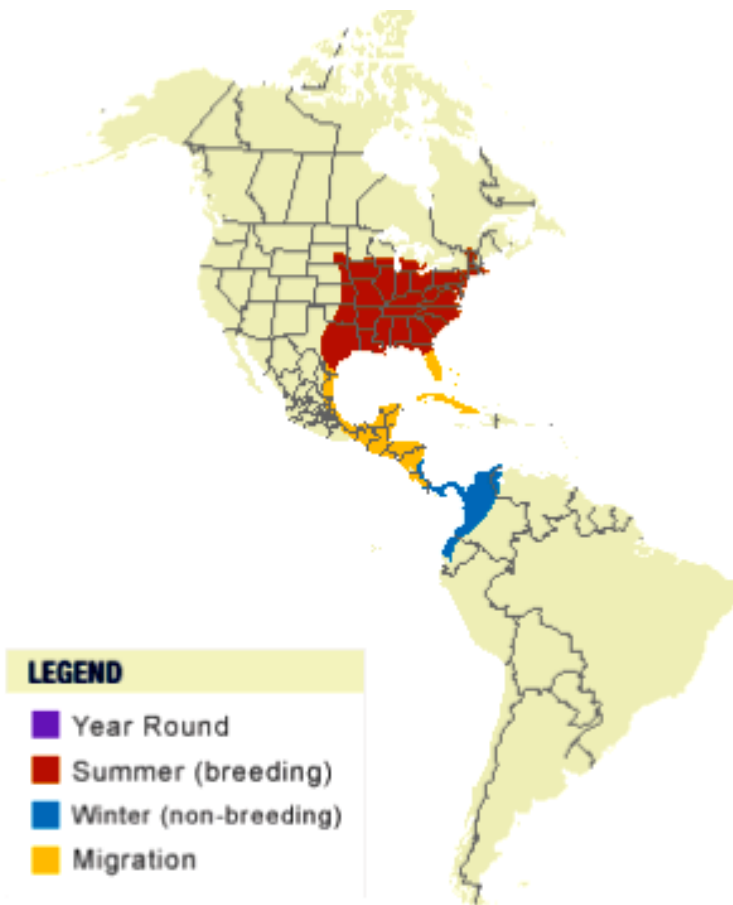 LEGEND
Year Round
Summer (breeding)
Winter (non-breeding)
Migration